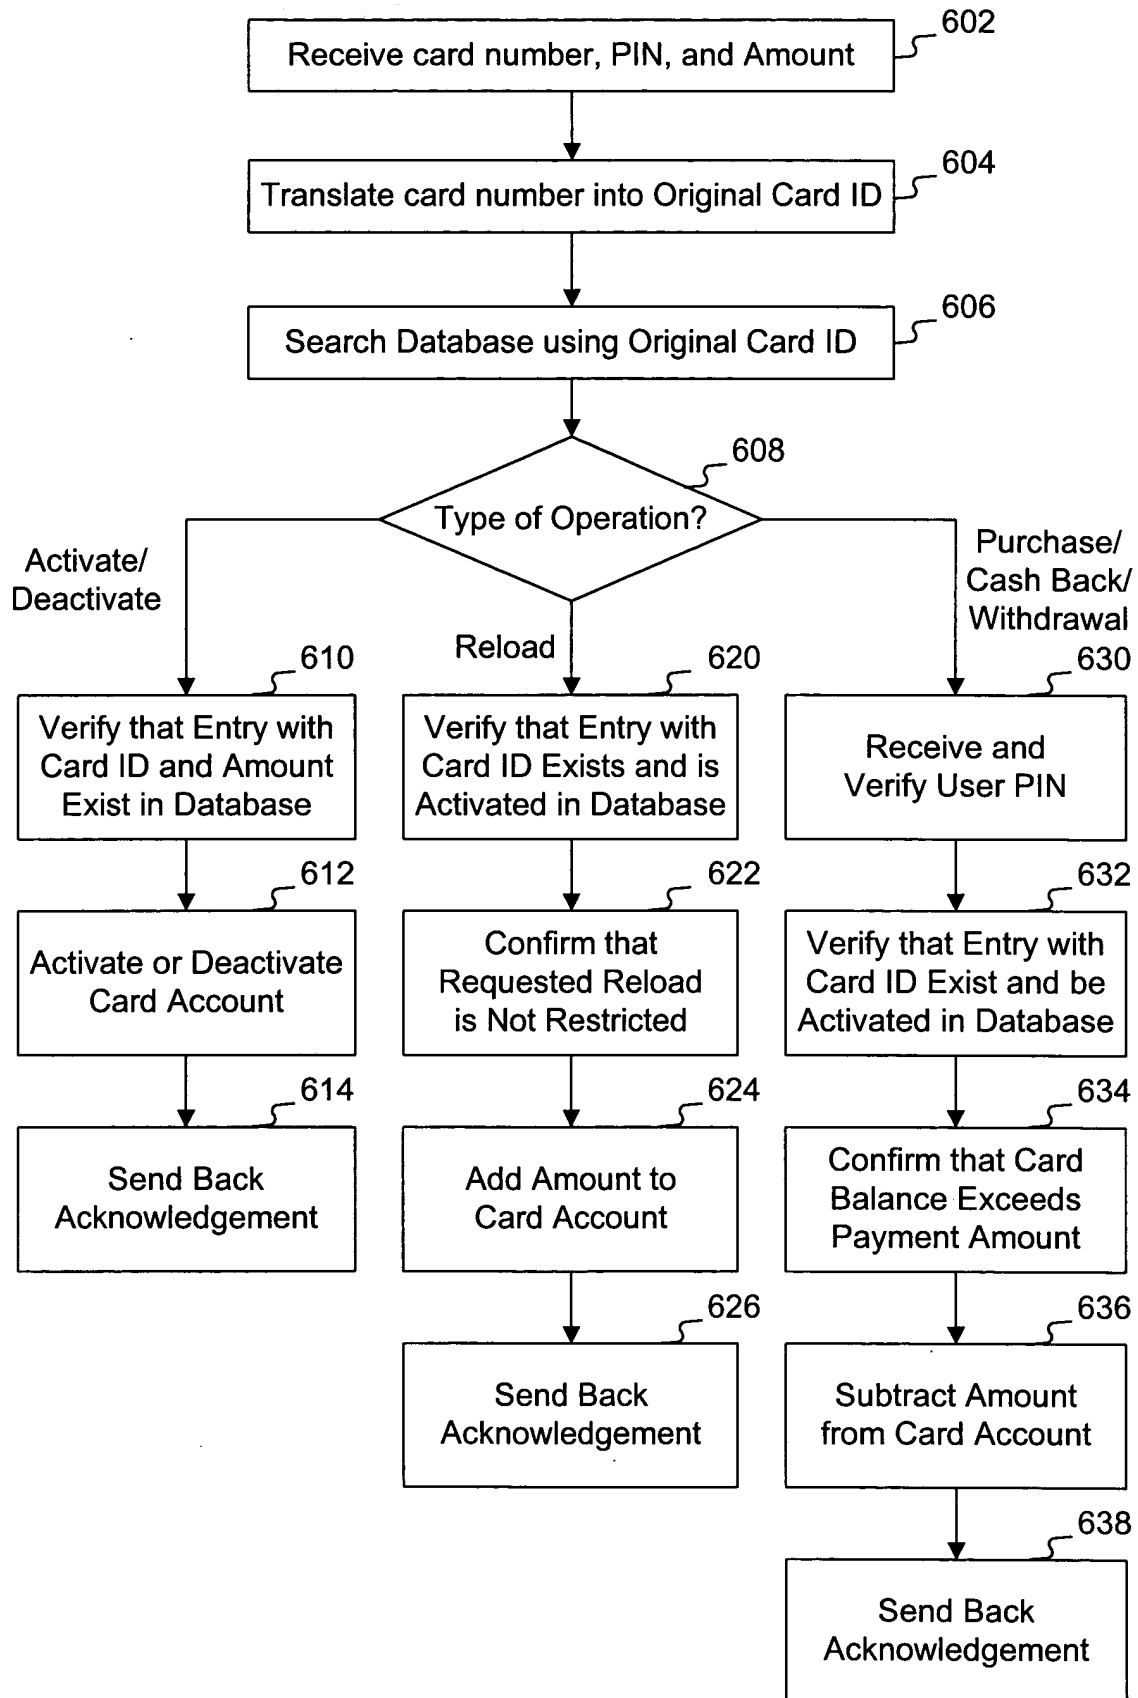 602
Receive card number, PIN, and Amount
604
Translate card number into Original Card ID
606
Search Database using Original Card ID
608
Type of Operation?
Activate/
Deactivate
Reload
Purchase/
Cash Back/
Withdrawal
610
Verify that Entry with
Card ID and Amount
Exist in Database
612
Activate or Deactivate
Card Account
614
Send Back
Acknowledgement
620
Verify that Entry with
Card ID Exists and is
Activated in Database
622
Confirm that
Requested Reload
is Not Restricted
624
Add Amount to
Card Account
626
Send Back
Acknowledgement
630
Receive and
Verify User PIN
632
Verify that Entry with
Card ID Exist and be
Activated in Database
634
Confirm that Card
Balance Exceeds
Payment Amount
636
Subtract Amount
from Card Account
638
Send Back
Acknowledgement